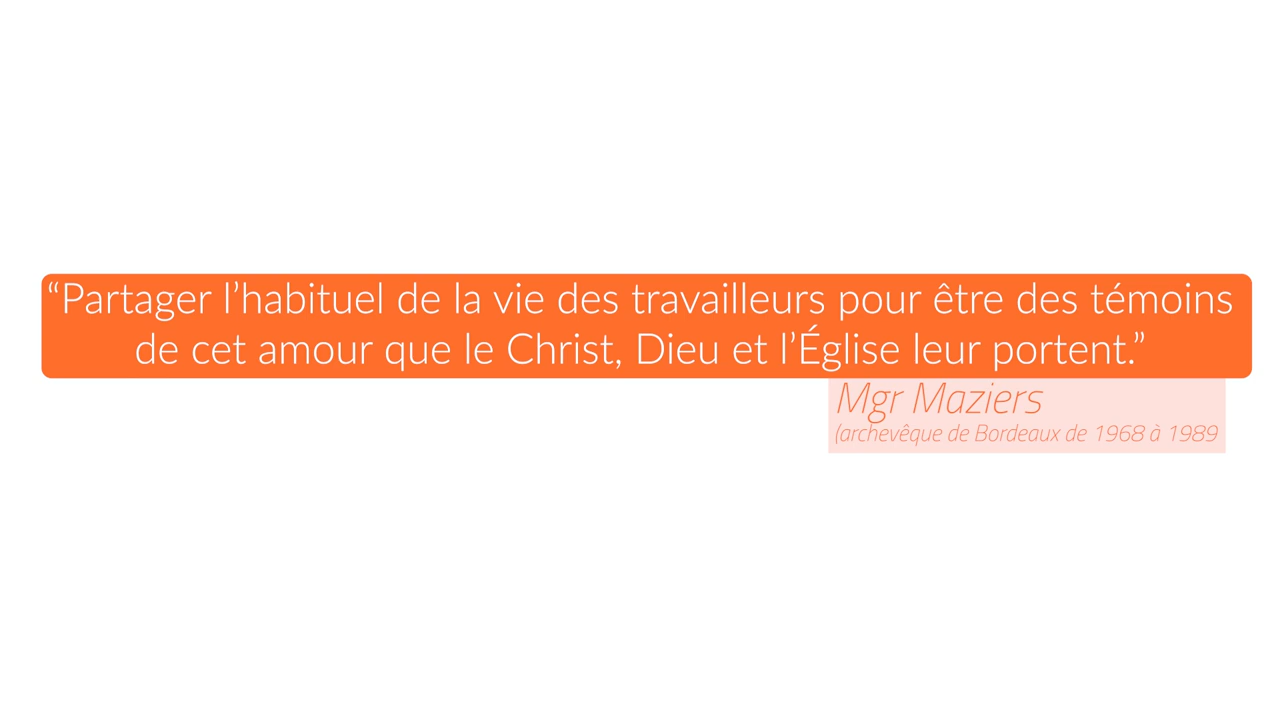 “Partager l’habituel de la vie des travailleurs pour être des témoins
de cet amour que le Christ, Dieu et l’Église leur portent.”
Mgr Maziers
(archevêque de Bordeaux de 1968 à 1989